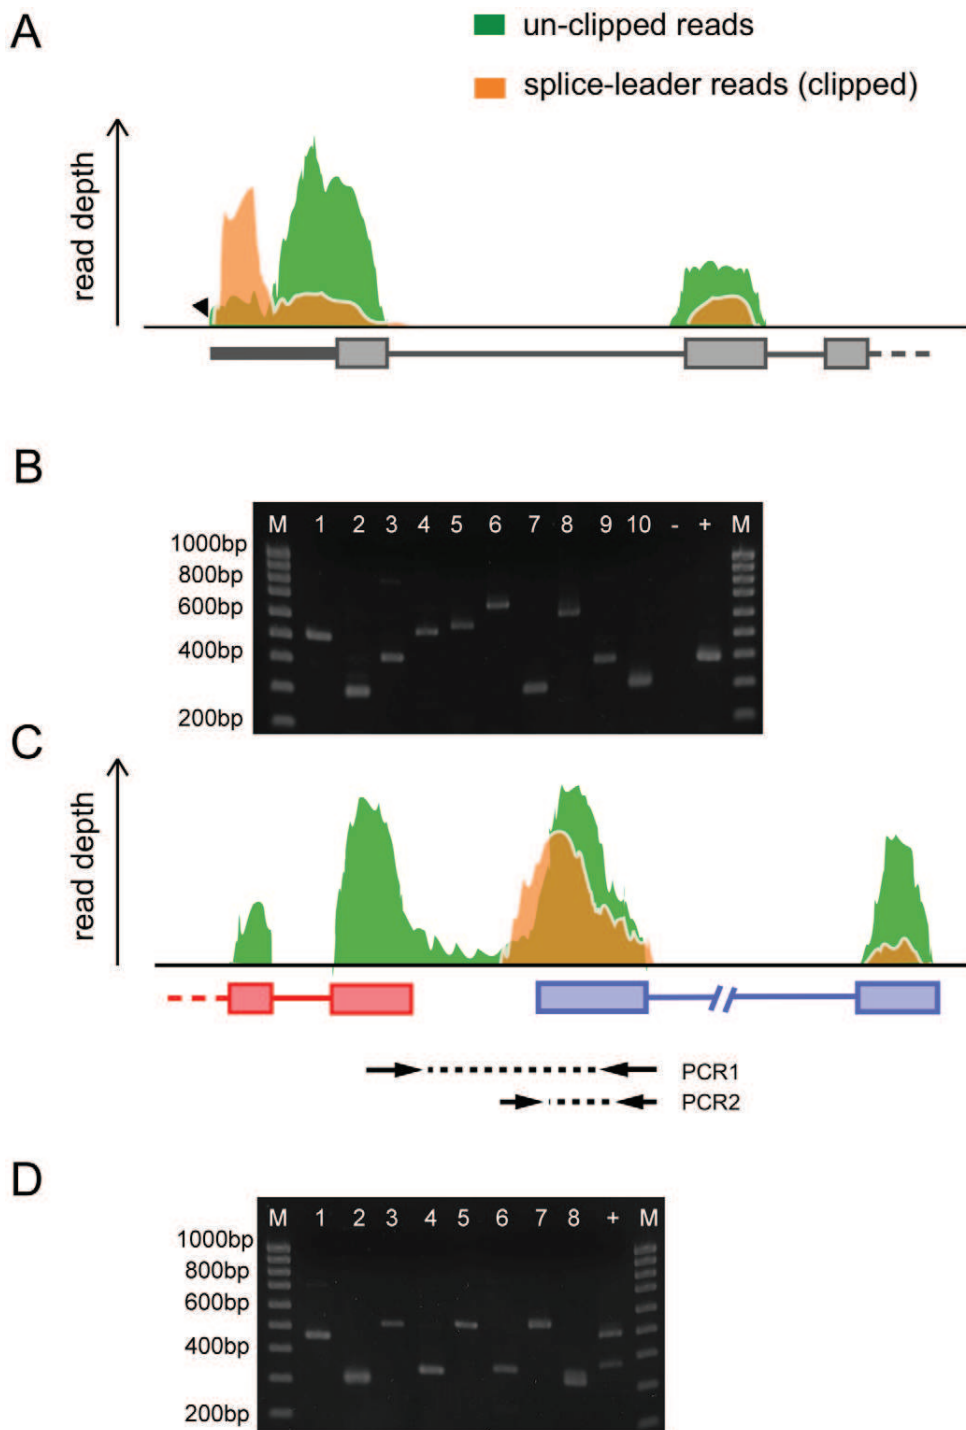 A
un-clipped reads
splice-leader reads (clipped)
read depth
B
M 1 2 3 4 5 6 7 8 9 10 - + M
1000bp
800bp
600bp
400bp
200bp
C
read depth
PCR1
PCR2
D
M 1 2 3 4 5 6 7 8 + M
1000bp
800bp
600bp
400bp
200bp